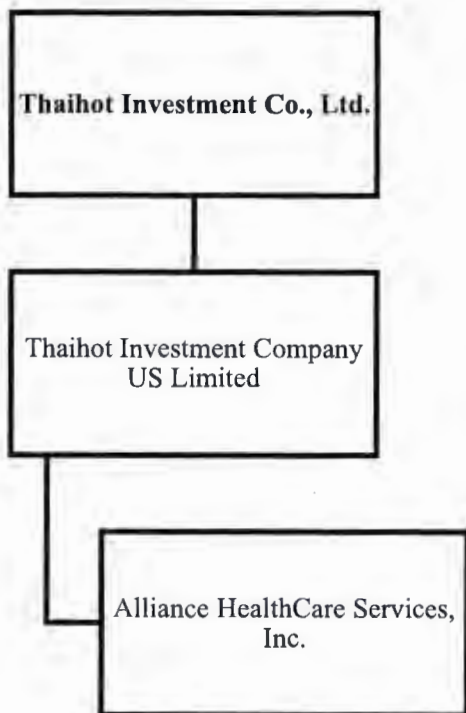 Thaihot Investment Co., Ltd.
Thaihot Investment Company
US Limited
Alliance HealthCare Services,
Inc.